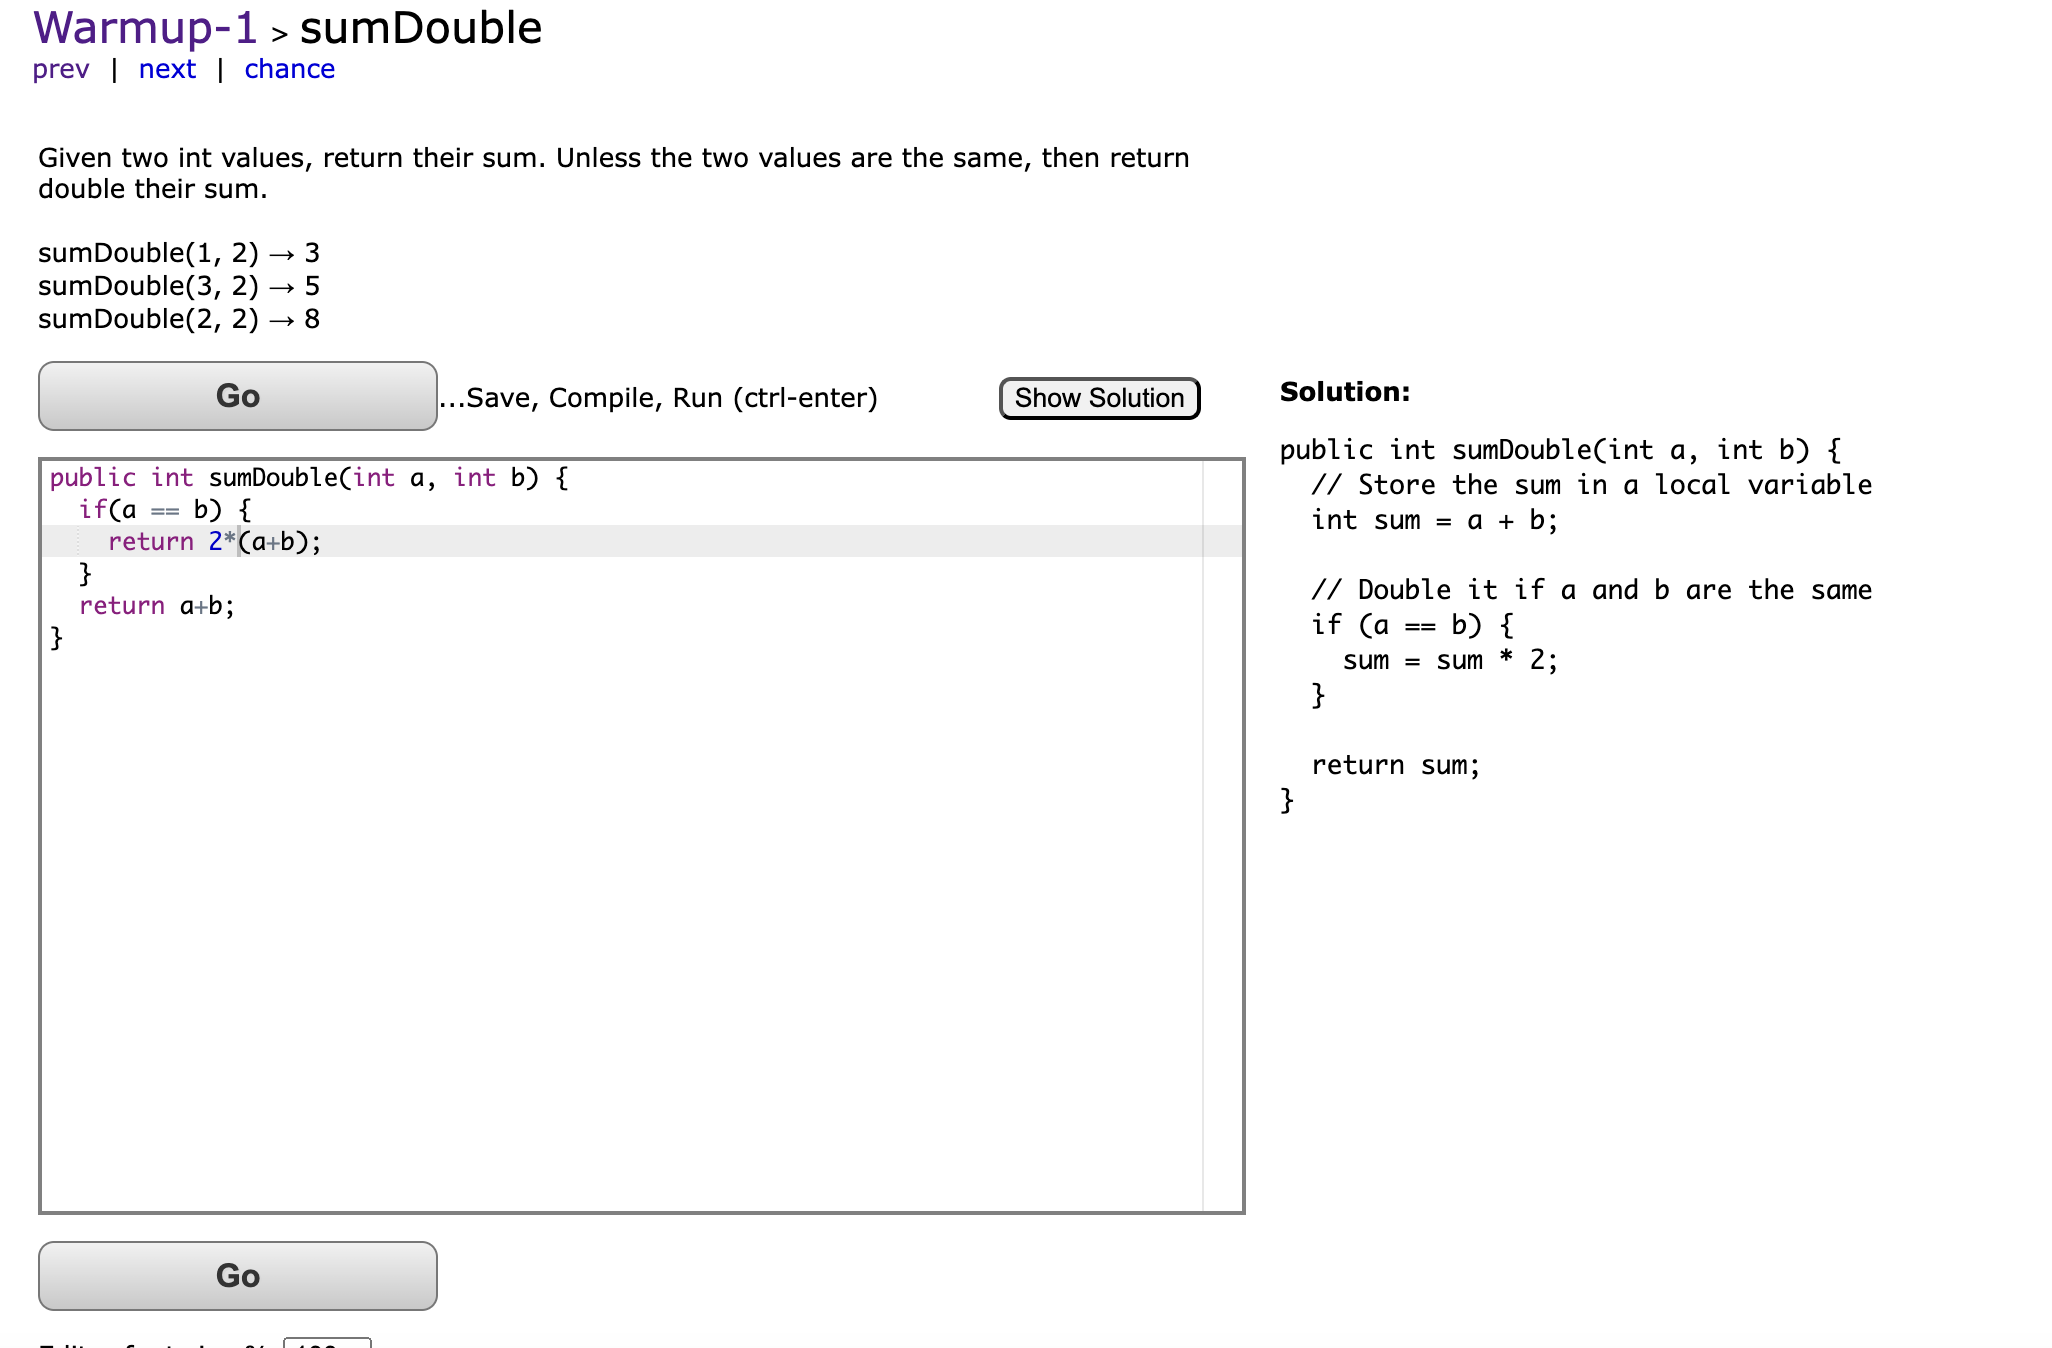 Warmup-1 > sumDouble
prev | next | chance
Given two int values, return their sum. Unless the two values are the same, then return
double their sum.
sumDouble(1, 2) → 3
sumDouble(3, 2) → 5
sumDouble(2, 2) → 8
Go ...Save, Compile, Run (ctrl-enter) Show Solution
public int sumDouble(int a, int b) {
  if(a == b) {
    return 2*(a+b);
  }
  return a+b;
}
Go
Solution:
public int sumDouble(int a, int b) {
  // Store the sum in a local variable
  int sum = a + b;
  // Double it if a and b are the same
  if (a == b) {
    sum = sum * 2;
  }
  return sum;
}